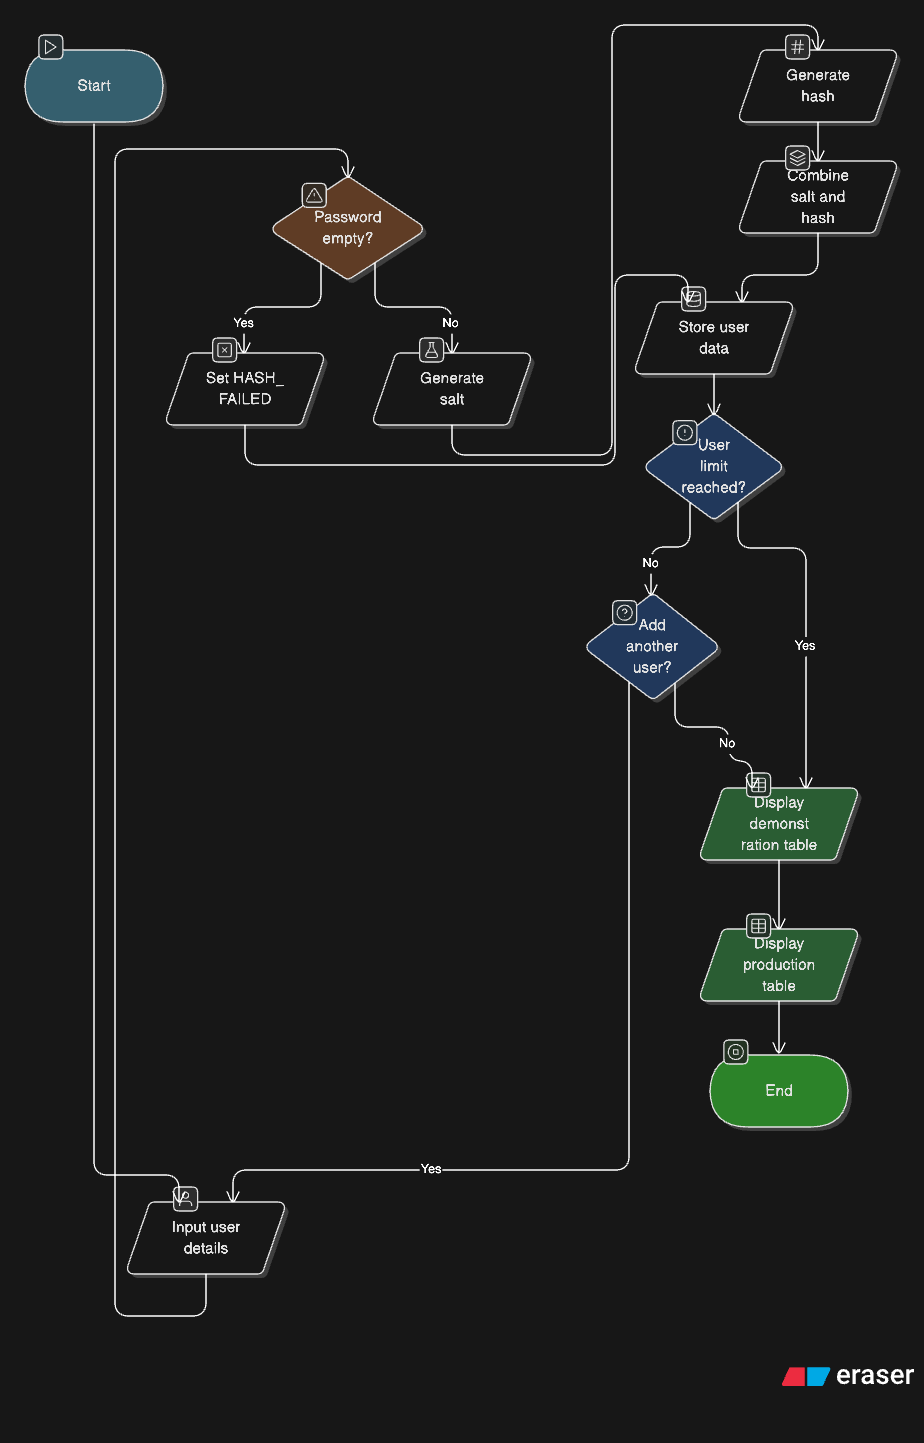 Start
Generate
hash
Combine
salt and
hash
Password
empty?
Yes
No
Set HASH_
FAILED
Generate
salt
Store user
data
User
limit
reached?
No
Yes
Add
another
user?
No
Display
demonst
ration table
Display
production
table
End
Yes
Input user
details
eraser